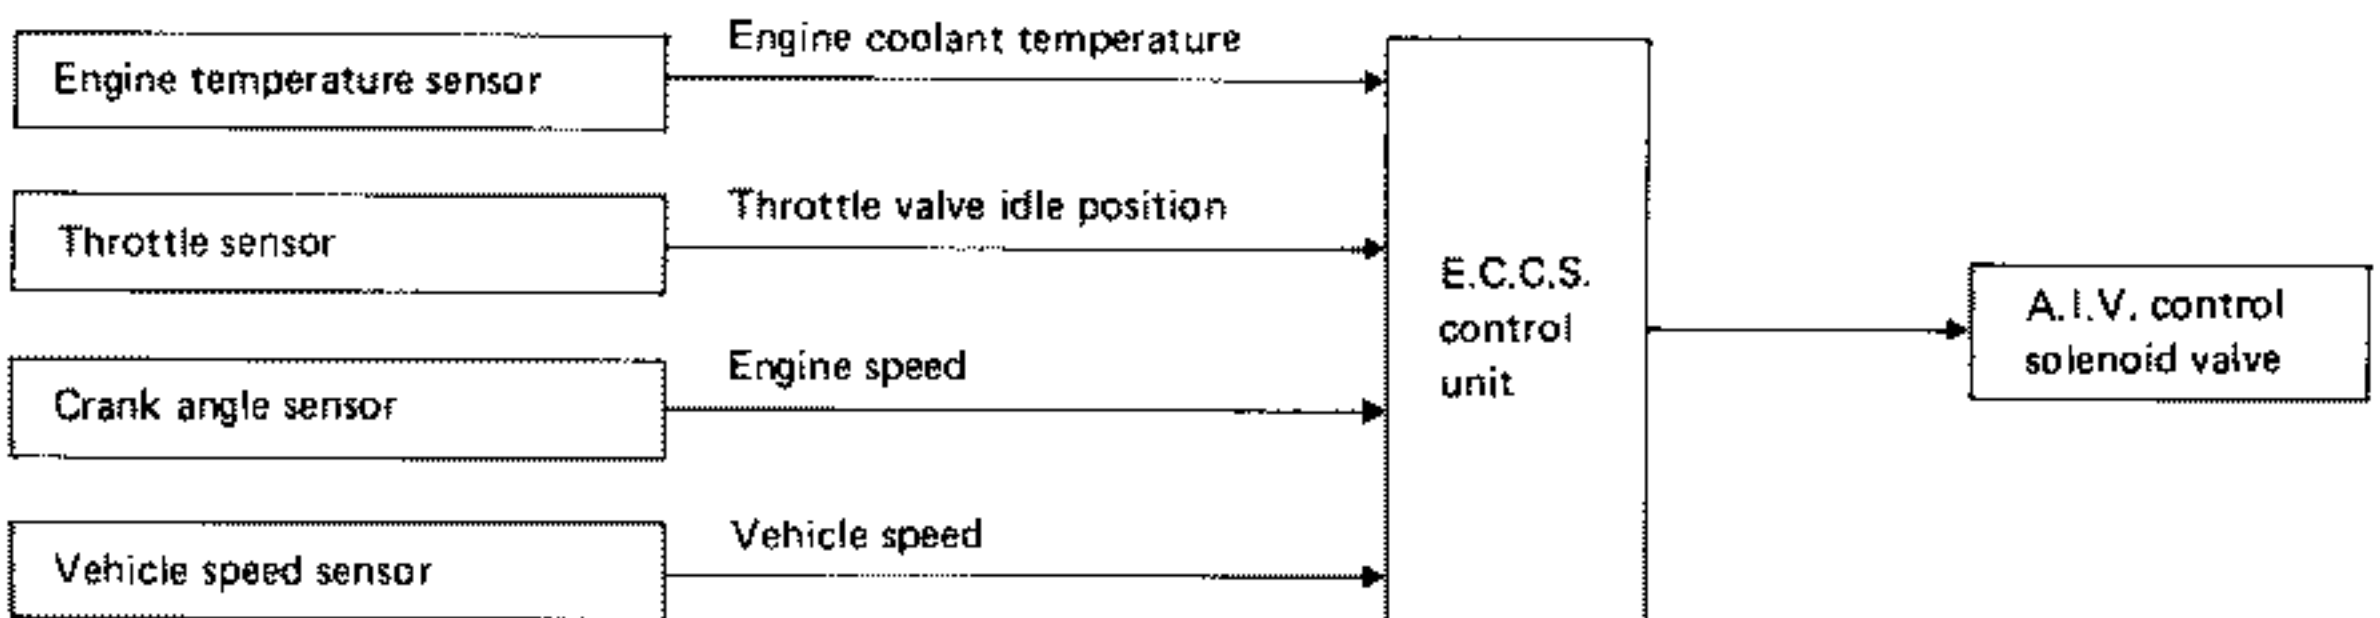 Engine temperature sensor
Engine coolant temperature
Throttle sensor
Throttle valve idle position
Crank angle sensor
Engine speed
Vehicle speed sensor
Vehicle speed
E.C.C.S.
control
unit
A.I.V. control
solenoid valve